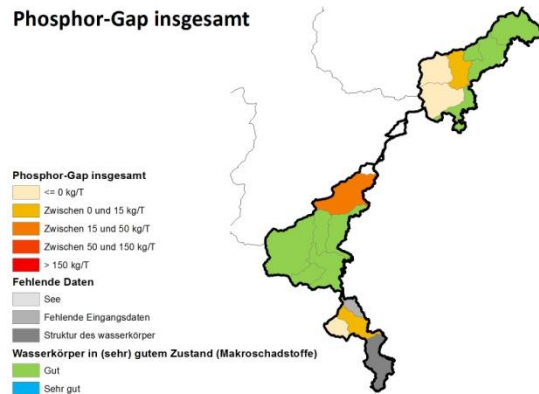 Phosphor-Gap insgesamt
Phosphor-Gap insgesamt
<= 0 kg/T
Zwischen 0 und 15 kg/T
Zwischen 15 und 50 kg/T
Zwischen 50 und 150 kg/T
> 150 kg/T
Fehlende Daten
See
Fehlende Eingangsdaten
Struktur des wasserkörper
Wasserkörper in (sehr) gutem Zustand (Makroschadstoffe)
Gut
Sehr gut